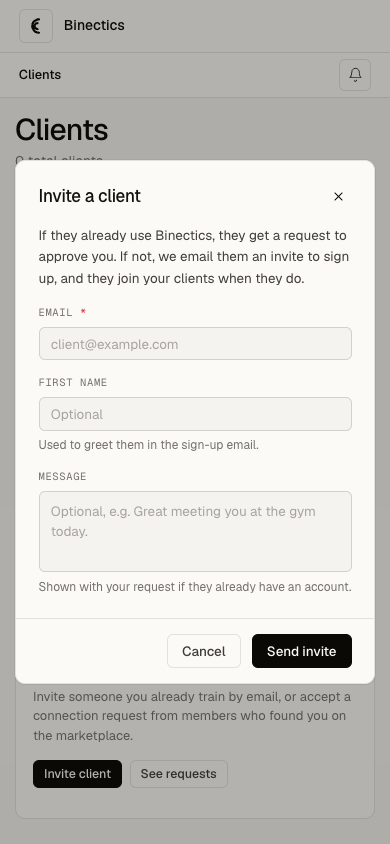 Binectics
Clients
Clients
0 total clients
Invite a client
If they already use Binectics, they get a request to
approve you. If not, we email them an invite to sign
up, and they join your clients when they do.
EMAIL *
client@example.com
FIRST NAME
Optional
Used to greet them in the sign-up email.
MESSAGE
Optional, e.g. Great meeting you at the gym
today.
Shown with your request if they already have an account.
Cancel
Send invite
Invite someone you already train by email, or accept a
connection request from members who found you on
the marketplace.
Invite client
See requests